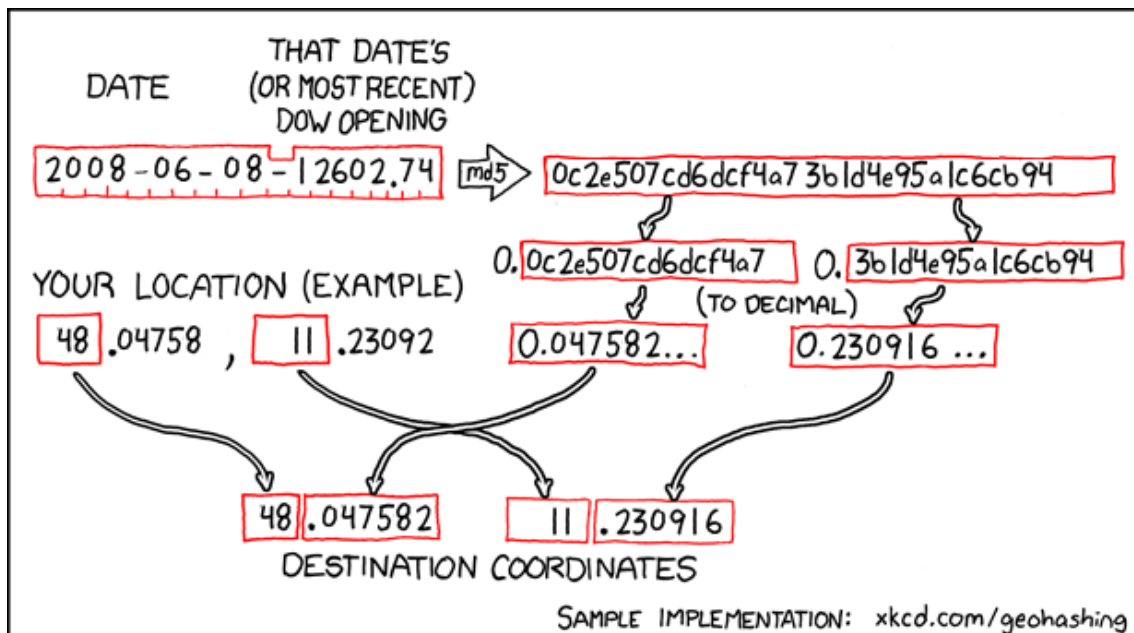 DATE
THAT DATE'S
(OR MOST RECENT)
DOW OPENING
2008-06-08-12602.74
md5
0c2e507cd6dcf4a73b1d4e95a1c6cb94
0.0c2e507cd6dcf4a7
0.3b1d4e95a1c6cb94
(TO DECIMAL)
YOUR LOCATION (EXAMPLE)
48.04758, 11.23092
0.047582...
0.230916...
48.047582
11.230916
DESTINATION COORDINATES
SAMPLE IMPLEMENTATION: xkcd.com/geohashing